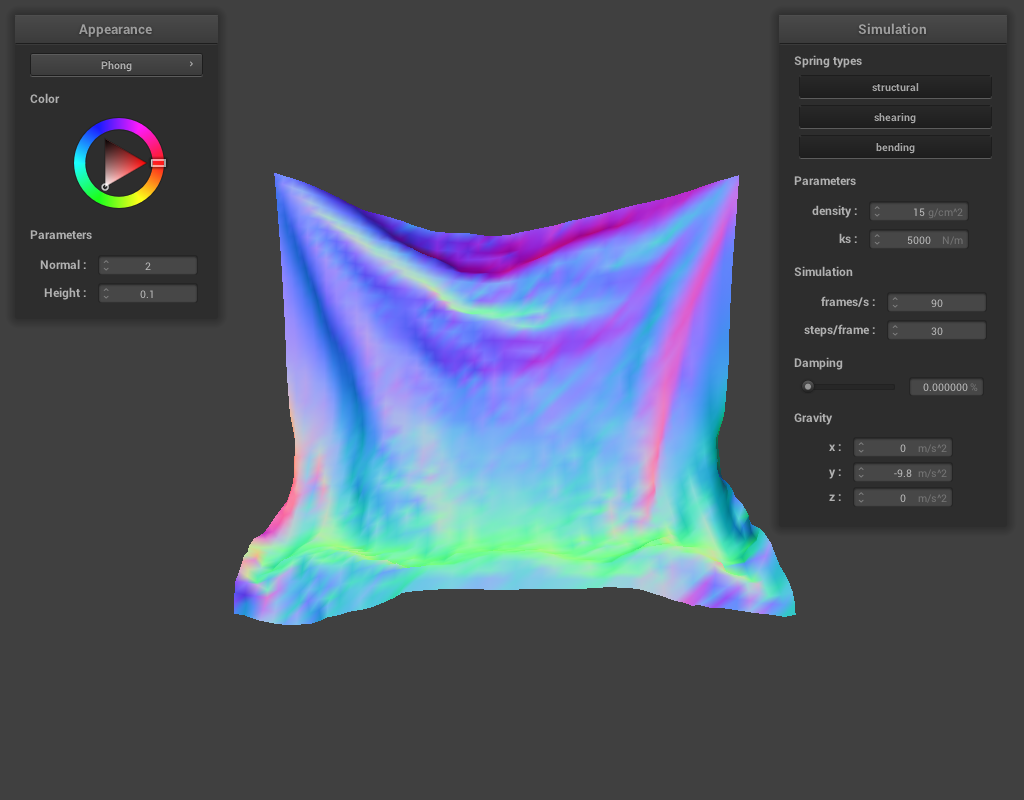 Appearance
Phong
Color
Parameters
Normal : 2
Height : 0.1
Simulation
Spring types
structural
shearing
bending
Parameters
density : 15 g/cm^2
ks : 5000 N/m
Simulation
frames/s : 90
steps/frame : 30
Damping
0.000000 %
Gravity
x : 0 m/s^2
y : -9.8 m/s^2
z : 0 m/s^2